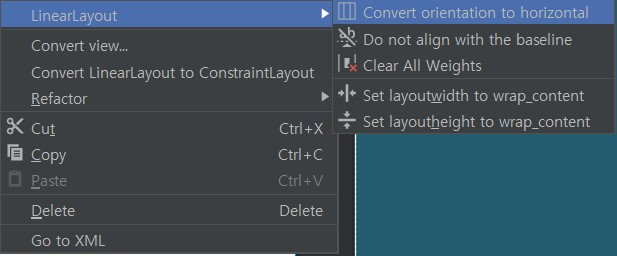 LinearLayout
Convert view...
Convert LinearLayout to ConstraintLayout
Refactor
Cut Ctrl+X
Copy Ctrl+C
Paste Ctrl+V
Delete Delete
Go to XML
Convert orientation to horizontal
Do not align with the baseline
Clear All Weights
Set layoutwidth to wrap_content
Set layoutheight to wrap_content